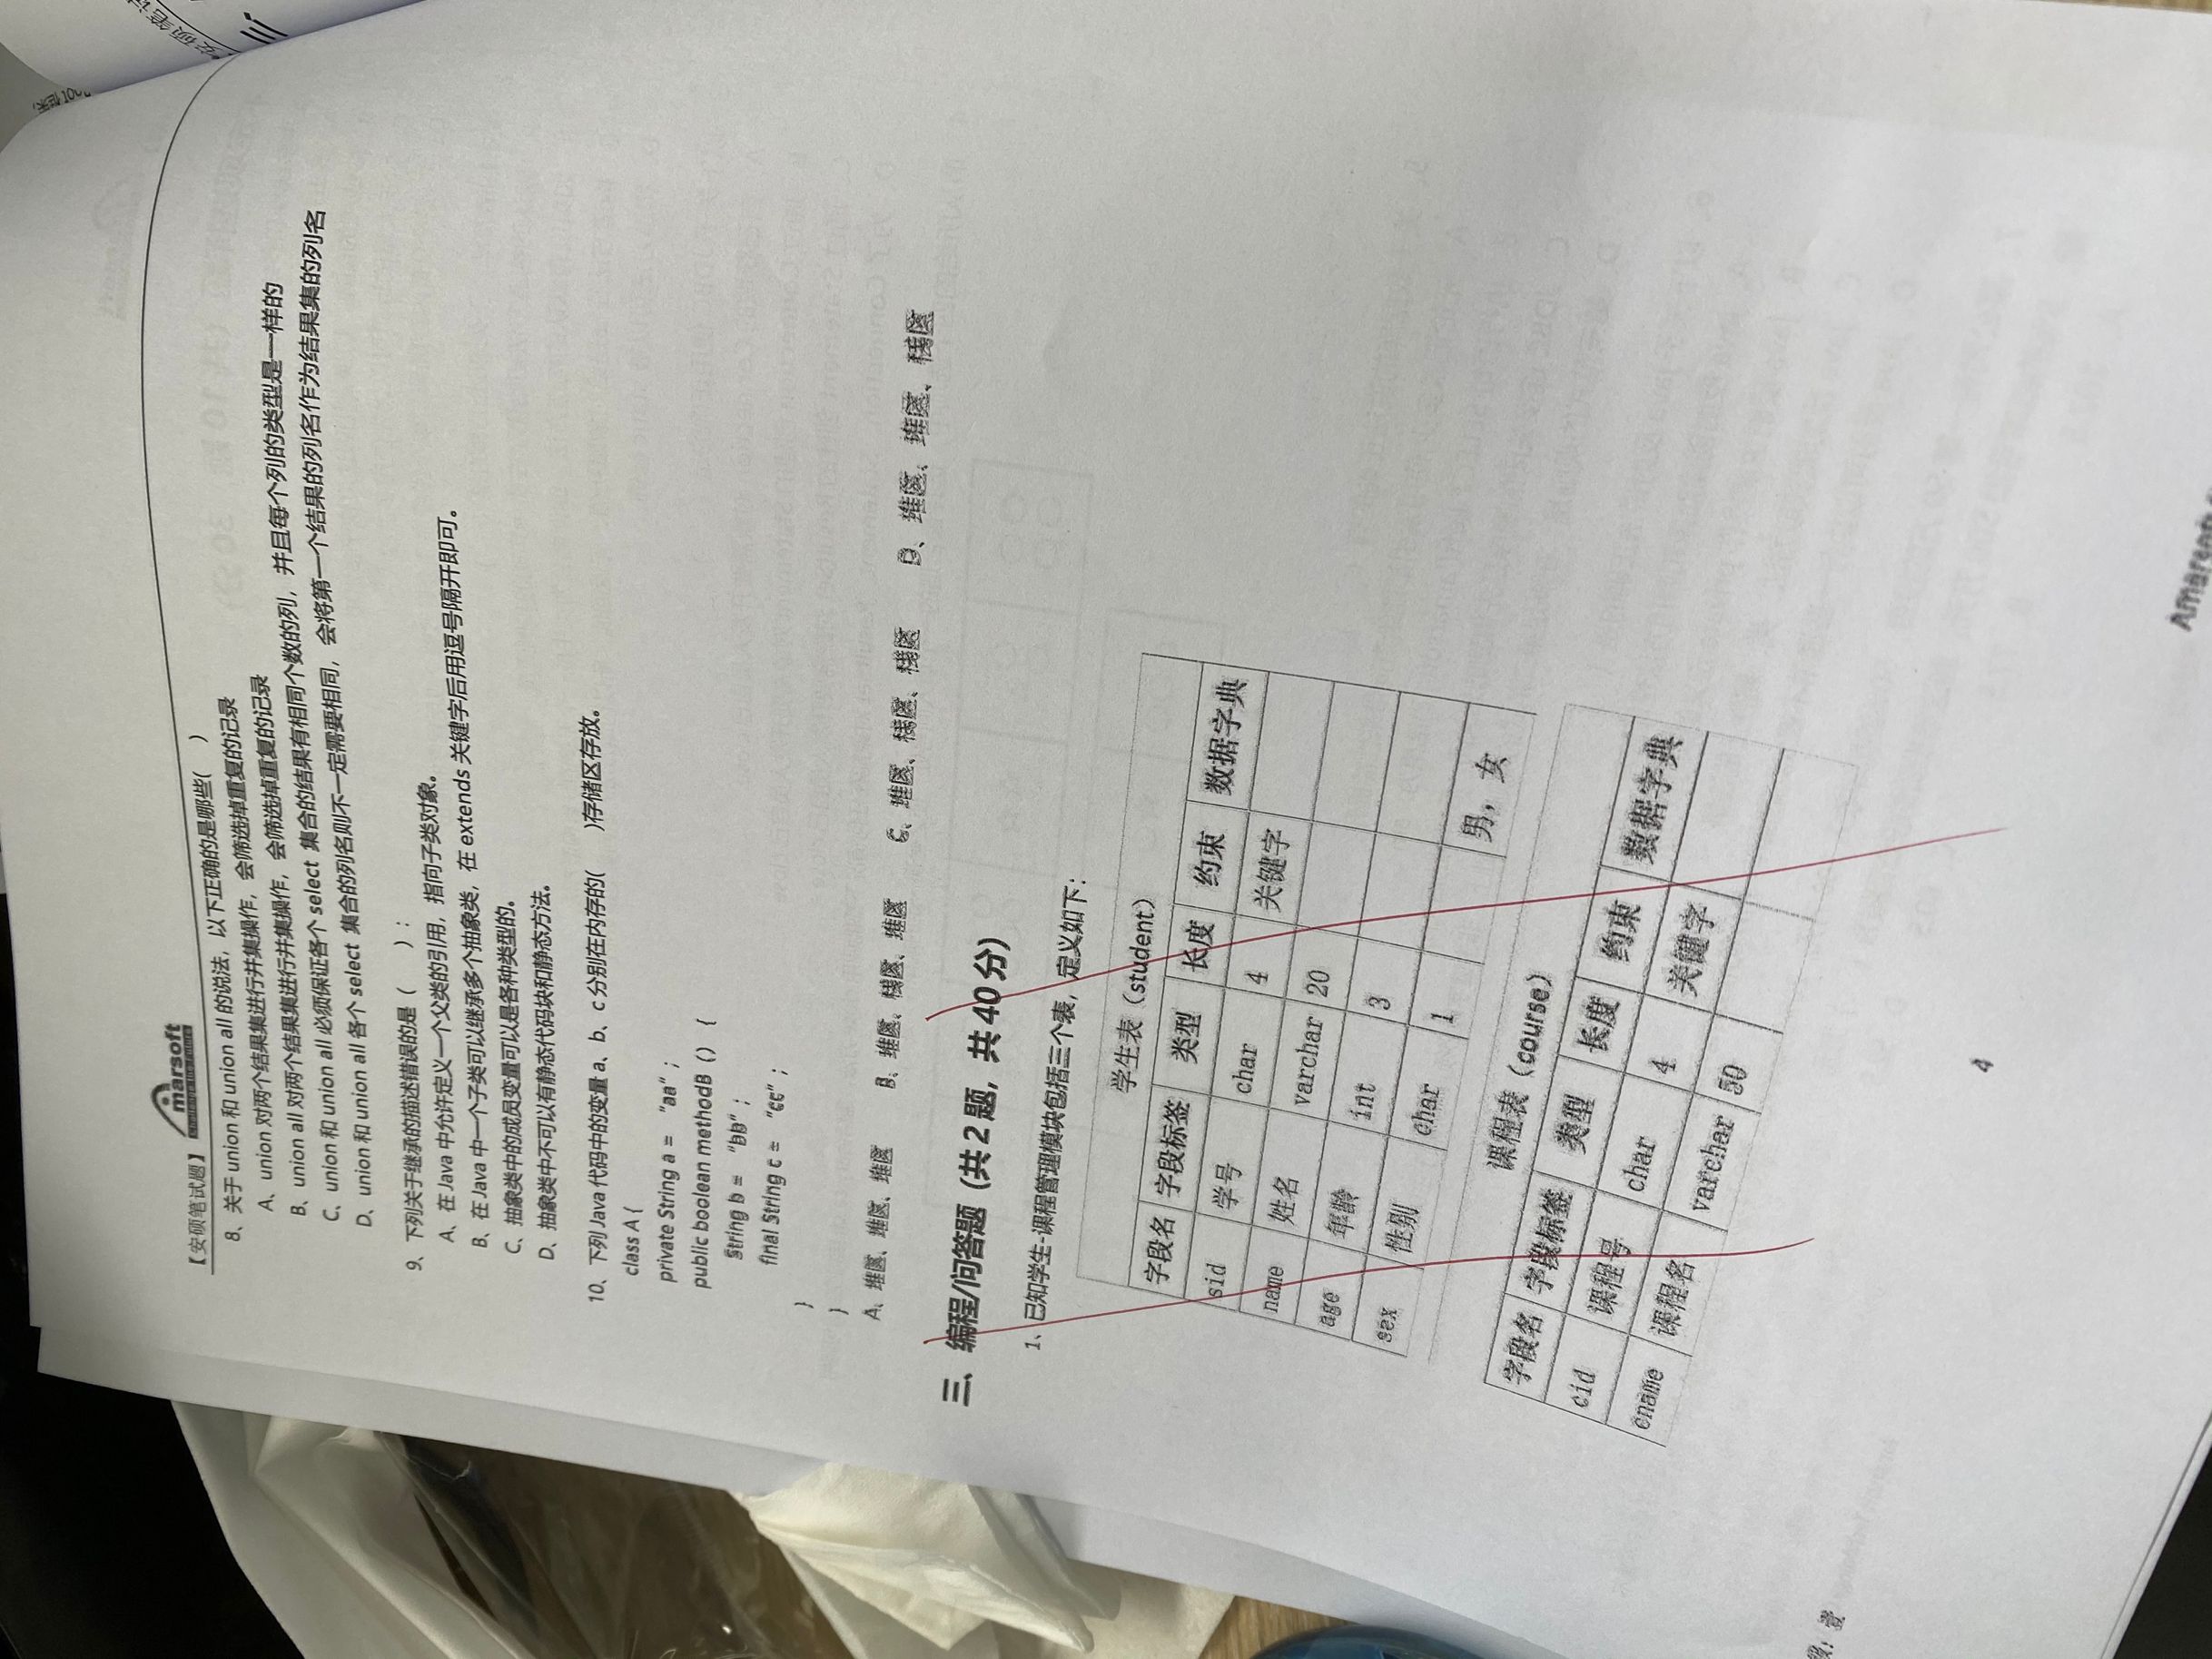 【安硕笔试题】
marsoft
Challenge the Future
8、关于 union 和 union all 的说法，以下正确的是哪些( )
A、union 对两个结果集进行并集操作，会筛选掉重复的记录
B、union all 对两个结果集进行并集操作，会筛选掉重复的记录
C、union 和 union all 必须保证各个 select 集合的结果有相同个数的列，并且每个列的类型是一样的
D、union 和 union all 各个 select 集合的列名则不一定需要相同，会将第一个结果的列名作为结果集的列名
9、下列关于继承的描述错误的是（ ）：
A、在 Java 中允许定义一个父类的引用，指向子类对象。
B、在 Java 中一个子类可以继承多个抽象类，在 extends 关键字后用逗号隔开即可。
C、抽象类中的成员变量可以是各种类型的。
D、抽象类中不可以有静态代码块和静态方法。
10、下列 Java 代码中的变量 a、b、c 分别在内存的( )存储区存放。
class A {
private String a = “aa”；
public boolean methodB（） {
String b = “bb”；
final String c = “cc”；
}
}
A、堆区、堆区、堆区 B、堆区、栈区、堆区 C、堆区、栈区、栈区 D、堆区、堆区、栈区
三、编程/问答题（共 2 题，共 40 分）
1、已知学生-课程管理模块包括三个表，定义如下：
学生表（student）
字段名 字段标签 类型 长度 约束 数据字典
sid 学号 char 4 关键字
name 姓名 varchar 20
age 年龄 int 3
sex 性别 char 1 男，女
课程表（course）
字段名 字段标签 类型 长度 约束 数据字典
cid 课程号 char 4 关键字
cname 课程名 varchar 50
4
安硕笔试